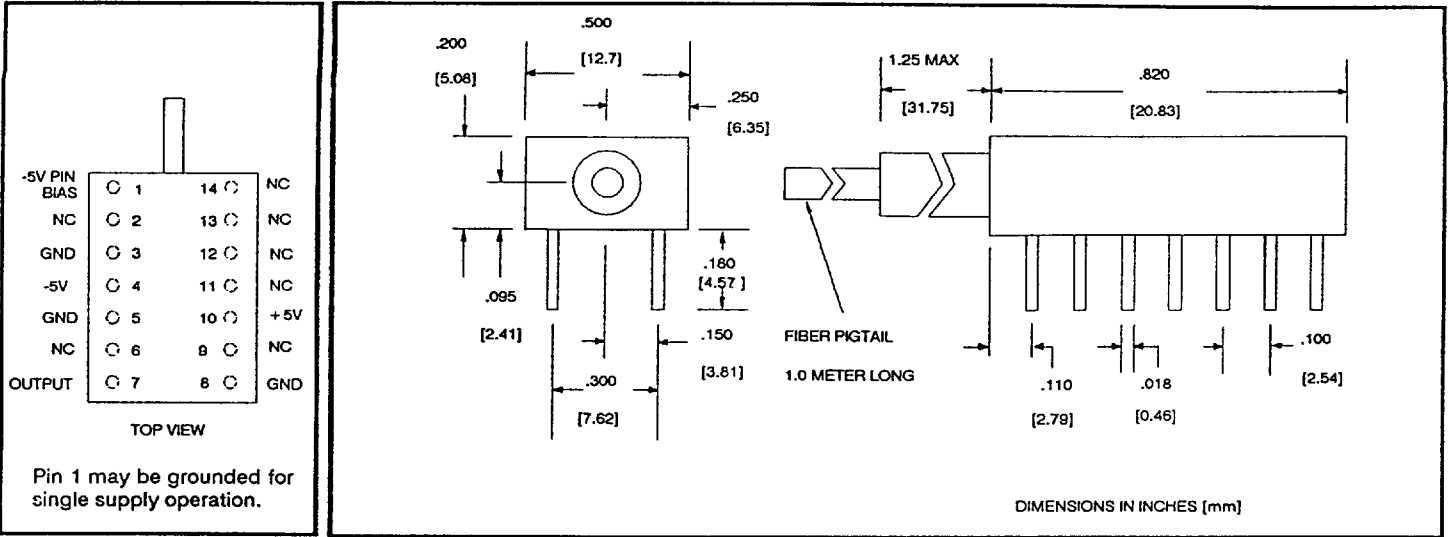 -5V PIN
BIAS
1
14
NC
NC
2
13
NC
GND
3
12
NC
-5V
4
11
NC
GND
5
10
+5V
NC
6
9
NC
OUTPUT
7
8
GND
TOP VIEW
Pin 1 may be grounded for
single supply operation.
.500
[12.7]
.200
[5.08]
.250
[6.35]
.095
[2.41]
.180
[4.57]
.150
[3.81]
.300
[7.62]
1.25 MAX
[31.75]
.820
[20.83]
FIBER PIGTAIL
1.0 METER LONG
.110
[2.79]
.018
[0.46]
.100
[2.54]
DIMENSIONS IN INCHES [mm]